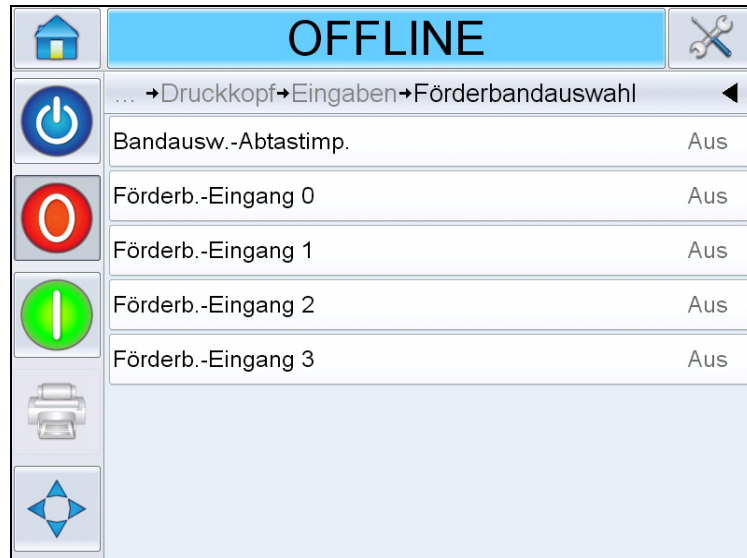 OFFLINE
... →Druckkopf→Eingaben→Förderbandauswahl
Bandausw.-Abtastimp. Aus
Förderb.-Eingang 0 Aus
Förderb.-Eingang 1 Aus
Förderb.-Eingang 2 Aus
Förderb.-Eingang 3 Aus